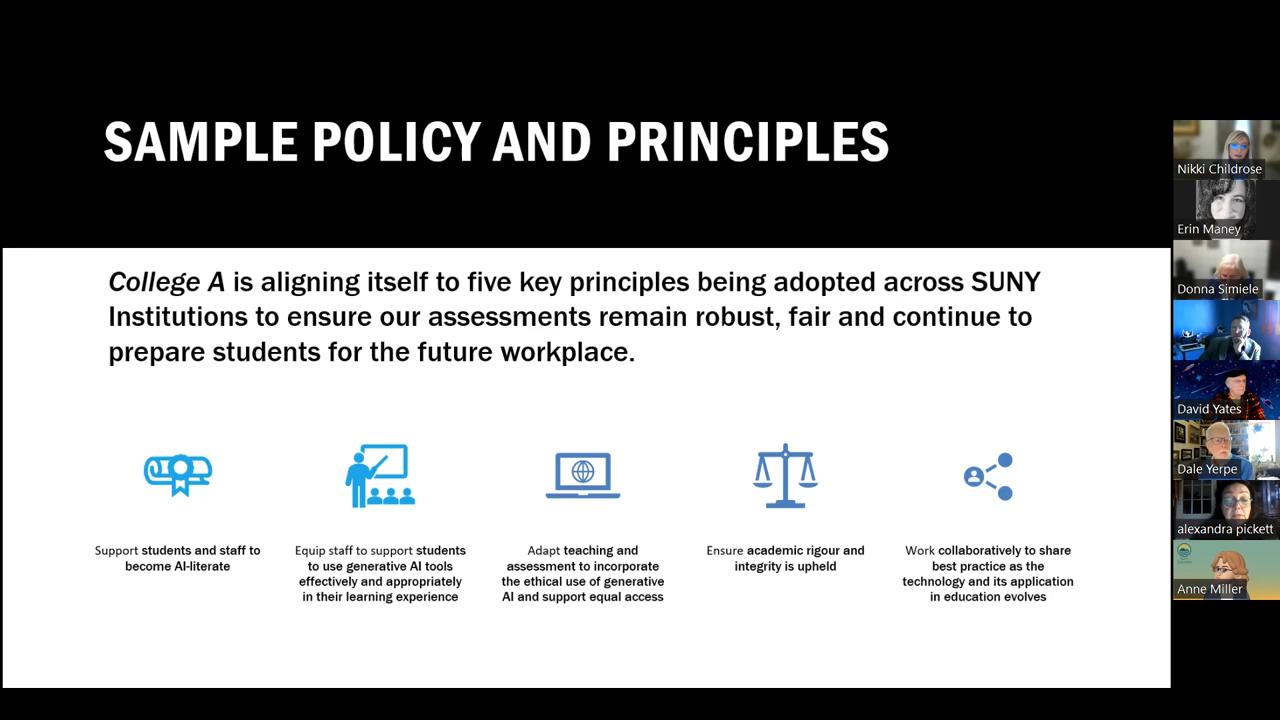 SAMPLE POLICY AND PRINCIPLES
College A is aligning itself to five key principles being adopted across SUNY
Institutions to ensure our assessments remain robust, fair and continue to
prepare students for the future workplace.
Support students and staff to
become AI-literate
Equip staff to support students
to use generative AI tools
effectively and appropriately
in their learning experience
Adapt teaching and
assessment to incorporate
the ethical use of generative
AI and support equal access
Ensure academic rigour and
integrity is upheld
Work collaboratively to share
best practice as the
technology and its application
in education evolves
Nikki Childrose
Erin Maney
Donna Simiele
David Yates
Dale Yerpe
alexandra pickett
Anne Miller